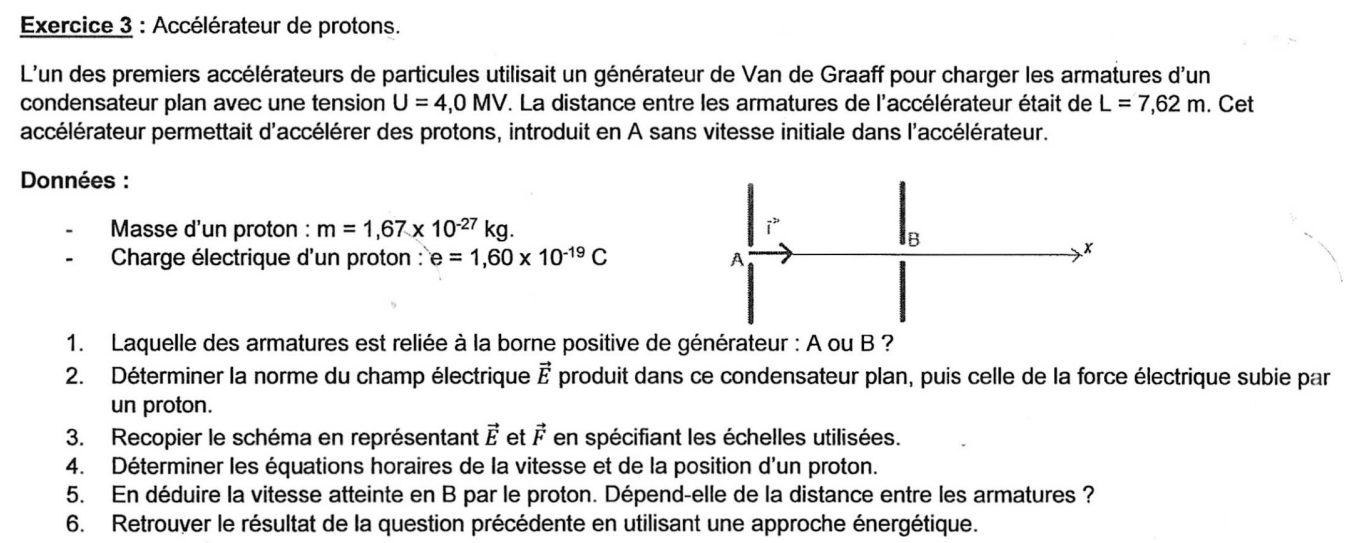 Exercice 3 : Accélérateur de protons.
L'un des premiers accélérateurs de particules utilisait un générateur de Van de Graaff pour charger les armatures d'un
condensateur plan avec une tension U = 4,0 MV. La distance entre les armatures de l'accélérateur était de L = 7,62 m. Cet
accélérateur permettait d'accélérer des protons, introduit en A sans vitesse initiale dans l'accélérateur.
Données :
- Masse d'un proton : m = 1,67 x 10⁻²⁷ kg.
- Charge électrique d'un proton : e = 1,60 x 10⁻¹⁹ C
i⃗
B
A
x
1. Laquelle des armatures est reliée à la borne positive de générateur : A ou B ?
2. Déterminer la norme du champ électrique E⃗ produit dans ce condensateur plan, puis celle de la force électrique subie par
un proton.
3. Recopier le schéma en représentant E⃗ et F⃗ en spécifiant les échelles utilisées.
4. Déterminer les équations horaires de la vitesse et de la position d'un proton.
5. En déduire la vitesse atteinte en B par le proton. Dépend-elle de la distance entre les armatures ?
6. Retrouver le résultat de la question précédente en utilisant une approche énergétique.